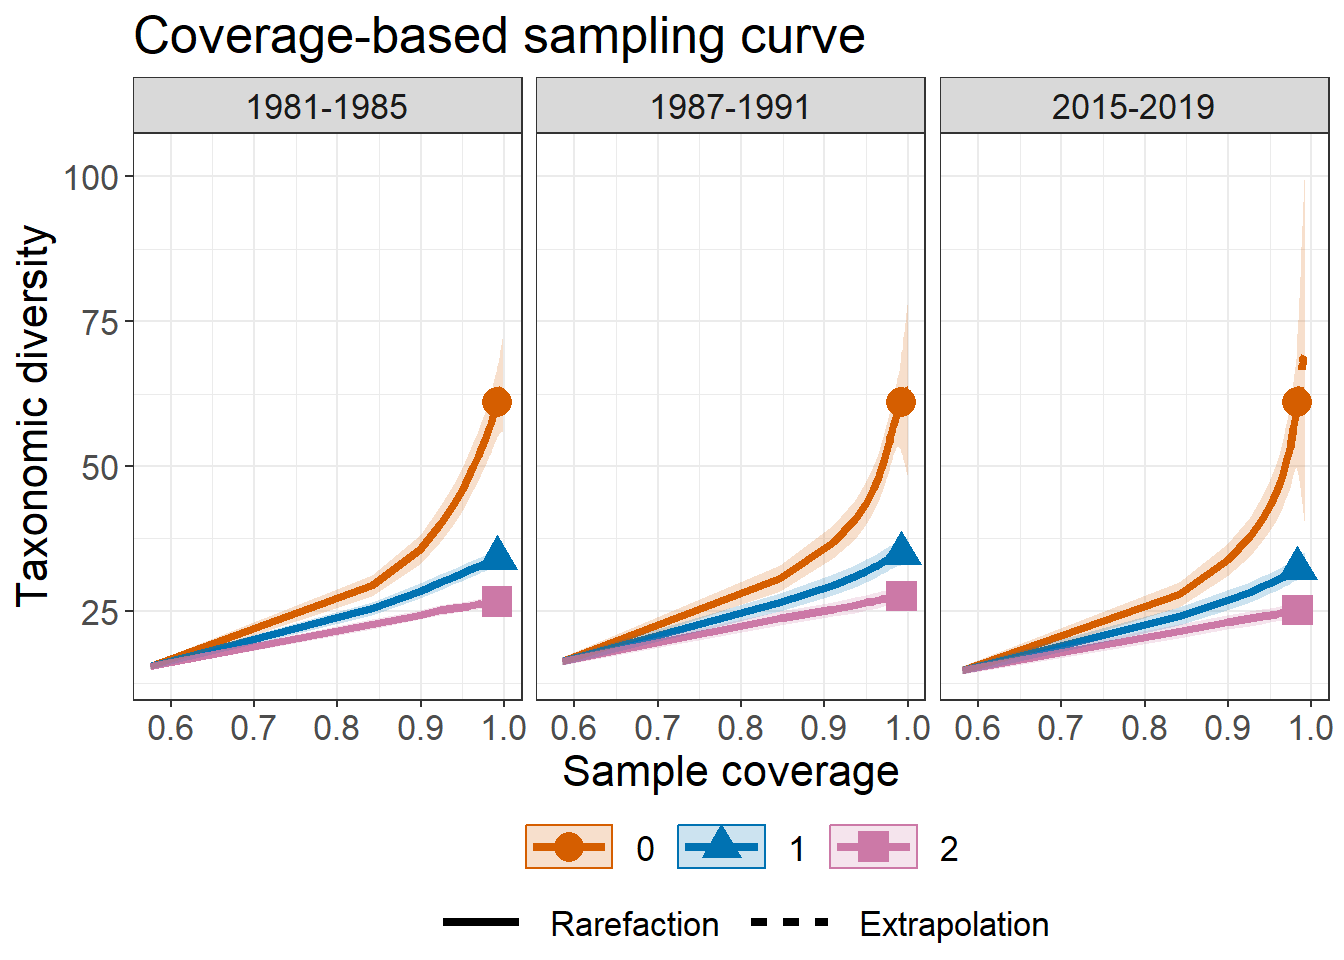 Coverage-based sampling curve
1981-1985 1987-1991 2015-2019
Taxonomic diversity
100
75
50
25
0.6 0.7 0.8 0.9 1.0 0.6 0.7 0.8 0.9 1.0 0.6 0.7 0.8 0.9 1.0
Sample coverage
0 1 2
Rarefaction Extrapolation